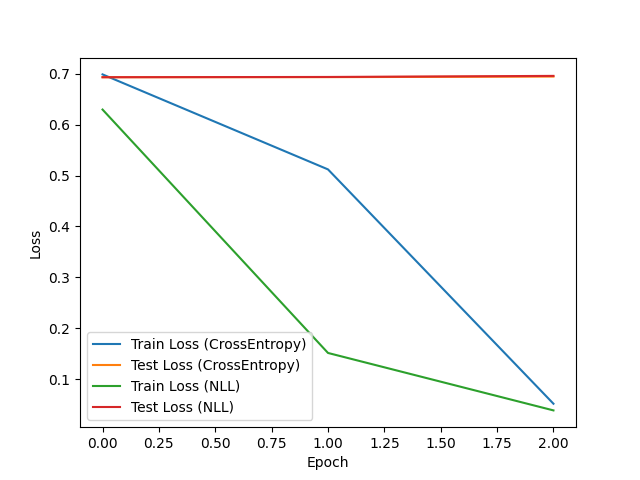 0.7
0.6
0.5
0.4
0.3
0.2
0.1
Loss
Train Loss (CrossEntropy)
Test Loss (CrossEntropy)
Train Loss (NLL)
Test Loss (NLL)
0.00 0.25 0.50 0.75 1.00 1.25 1.50 1.75 2.00
Epoch